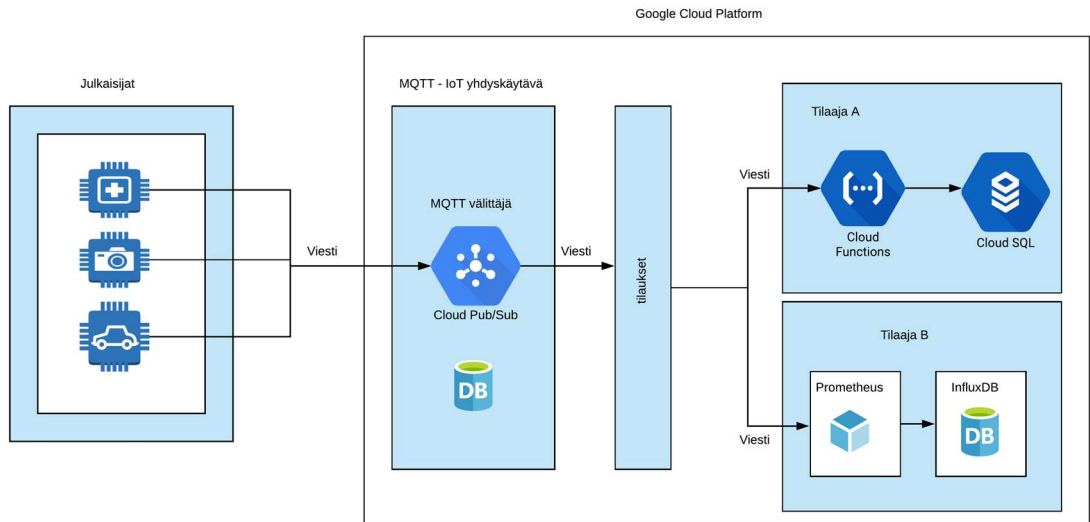 Google Cloud Platform
Julkaisijat
MQTT - IoT yhdyskäytävä
Tilaaja A
Viesti
MQTT välittäjä
Cloud
Functions
Cloud SQL
Viesti
Viesti
tilaukset
Cloud Pub/Sub
DB
Tilaaja B
Prometheus
InfluxDB
DB
Viesti